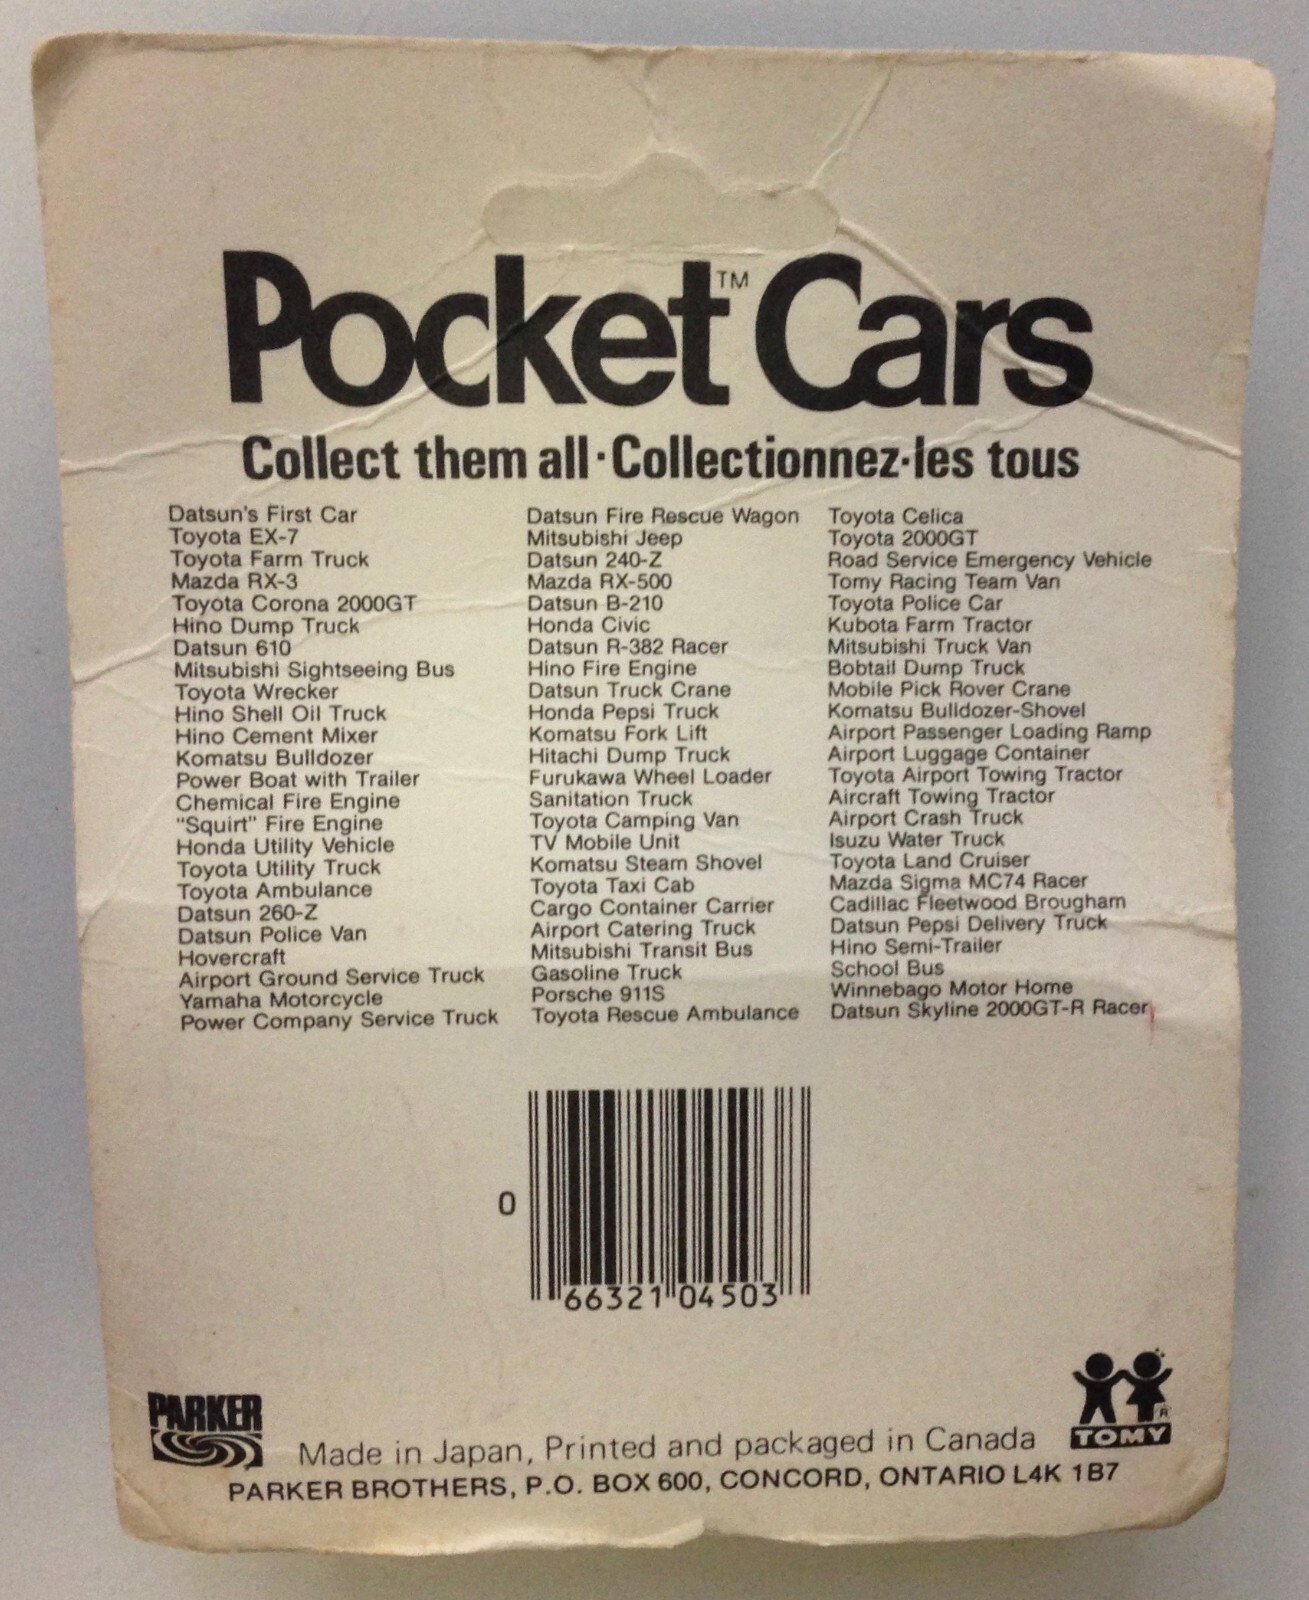 Pocket™ Cars
Collect them all · Collectionnez-les tous
Datsun's First Car
Toyota EX-7
Toyota Farm Truck
Mazda RX-3
Toyota Corona 2000GT
Hino Dump Truck
Datsun 610
Mitsubishi Sightseeing Bus
Toyota Wrecker
Hino Shell Oil Truck
Hino Cement Mixer
Komatsu Bulldozer
Power Boat with Trailer
Chemical Fire Engine
"Squirt" Fire Engine
Honda Utility Vehicle
Toyota Utility Truck
Toyota Ambulance
Datsun 260-Z
Datsun Police Van
Hovercraft
Airport Ground Service Truck
Yamaha Motorcycle
Power Company Service Truck
Datsun Fire Rescue Wagon
Mitsubishi Jeep
Datsun 240-Z
Mazda RX-500
Datsun B-210
Honda Civic
Datsun R-382 Racer
Hino Fire Engine
Datsun Truck Crane
Honda Pepsi Truck
Komatsu Fork Lift
Hitachi Dump Truck
Furukawa Wheel Loader
Sanitation Truck
Toyota Camping Van
TV Mobile Unit
Komatsu Steam Shovel
Toyota Taxi Cab
Cargo Container Carrier
Airport Catering Truck
Mitsubishi Transit Bus
Gasoline Truck
Porsche 911S
Toyota Rescue Ambulance
Toyota Celica
Toyota 2000GT
Road Service Emergency Vehicle
Tomy Racing Team Van
Toyota Police Car
Kubota Farm Tractor
Mitsubishi Truck Van
Bobtail Dump Truck
Mobile Pick Rover Crane
Komatsu Bulldozer-Shovel
Airport Passenger Loading Ramp
Airport Luggage Container
Toyota Airport Towing Tractor
Aircraft Towing Tractor
Airport Crash Truck
Isuzu Water Truck
Toyota Land Cruiser
Mazda Sigma MC74 Racer
Cadillac Fleetwood Brougham
Datsun Pepsi Delivery Truck
Hino Semi-Trailer
School Bus
Winnebago Motor Home
Datsun Skyline 2000GT-R Racer
0 66321 04503
PARKER
Made in Japan, Printed and packaged in Canada
R
TOMY
PARKER BROTHERS, P.O. BOX 600, CONCORD, ONTARIO L4K 1B7